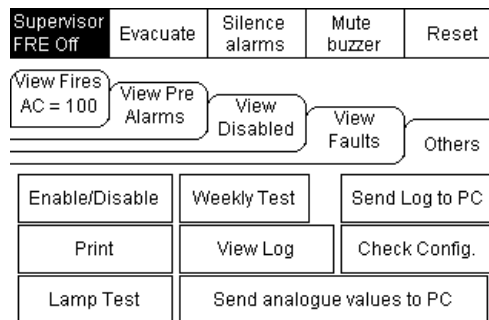 Supervisor
FRE Off
Evacuate
Silence
alarms
Mute
buzzer
Reset
View Fires
AC = 100
View Pre
Alarms
View
Disabled
View
Faults
Others
Enable/Disable
Weekly Test
Send Log to PC
Print
View Log
Check Config.
Lamp Test
Send analogue values to PC